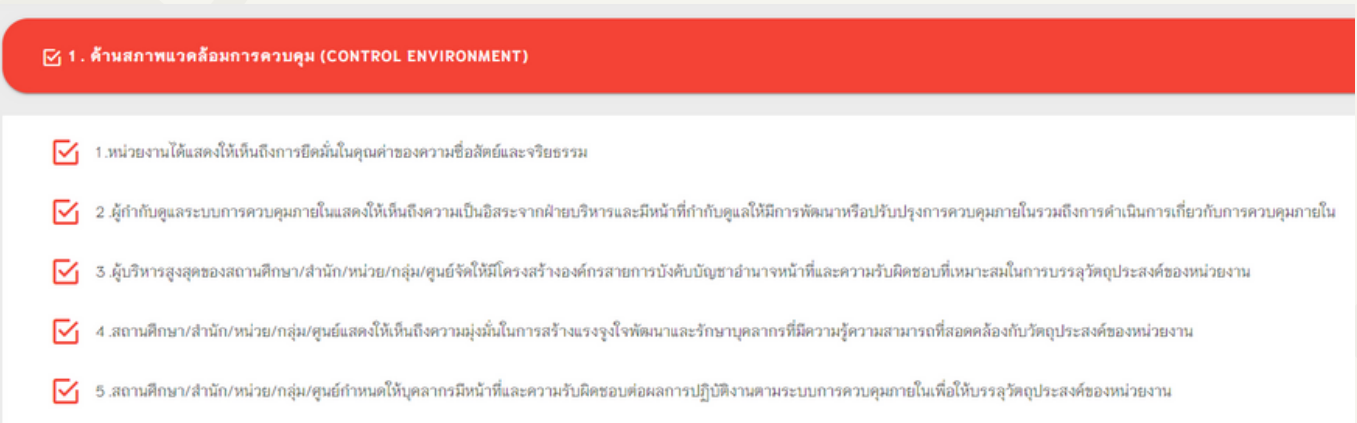 1. ด้านสภาพแวดล้อมการควบคุม (CONTROL ENVIRONMENT)
1.หน่วยงานได้แสดงให้เห็นถึงการยึดมั่นในคุณค่าของความซื่อสัตย์และจริยธรรม
2.ผู้กำกับดูแลระบบการควบคุมภายในแสดงให้เห็นถึงความเป็นอิสระจากฝ่ายบริหารและมีหน้าที่กำกับดูแลให้มีการพัฒนาหรือปรับปรุงการควบคุมภายในรวมถึงการดำเนินการเกี่ยวกับการควบคุมภายใน
3.ผู้บริหารสูงสุดของสถานศึกษา/สำนัก/หน่วย/กลุ่ม/ศูนย์จัดให้มีโครงสร้างองค์กรสายการบังคับบัญชาอำนาจหน้าที่และความรับผิดชอบที่เหมาะสมในการบรรลุวัตถุประสงค์ของหน่วยงาน
4.สถานศึกษา/สำนัก/หน่วย/กลุ่ม/ศูนย์แสดงให้เห็นถึงความมุ่งมั่นในการสร้างแรงจูงใจพัฒนาและรักษาบุคลากรที่มีความรู้ความสามารถที่สอดคล้องกับวัตถุประสงค์ของหน่วยงาน
5.สถานศึกษา/สำนัก/หน่วย/กลุ่ม/ศูนย์กำหนดให้บุคลากรมีหน้าที่และความรับผิดชอบต่อผลการปฏิบัติงานตามระบบการควบคุมภายในเพื่อให้บรรลุวัตถุประสงค์ของหน่วยงาน